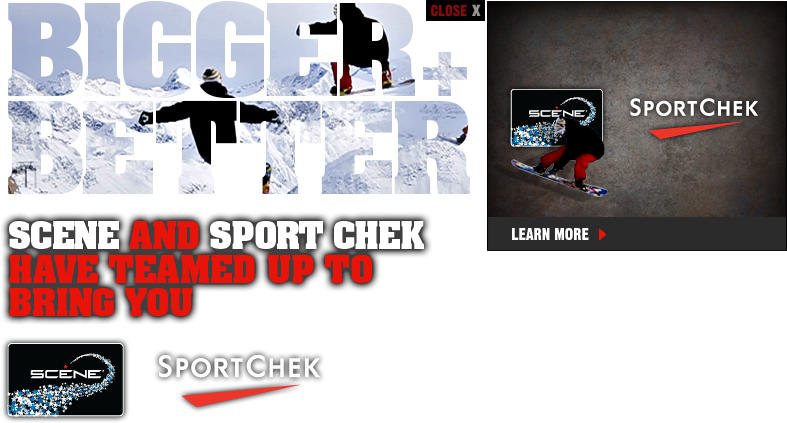 BIGGER+
BETTER
CLOSE X
SCENE AND SPORT CHEK
HAVE TEAMED UP TO
BRING YOU
SCENE
SPORTCHEK
SCENE
SPORTCHEK
LEARN MORE